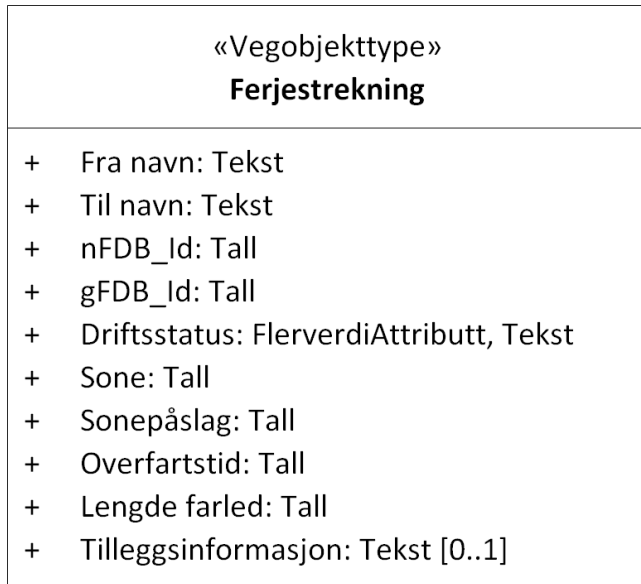 «Vegobjekttype»
Ferjestrekning
+ Fra navn: Tekst
+ Til navn: Tekst
+ nFDB_Id: Tall
+ gFDB_Id: Tall
+ Driftsstatus: FlerverdiAttributt, Tekst
+ Sone: Tall
+ Sonepåslag: Tall
+ Overfartstid: Tall
+ Lengde farled: Tall
+ Tilleggsinformasjon: Tekst [0..1]